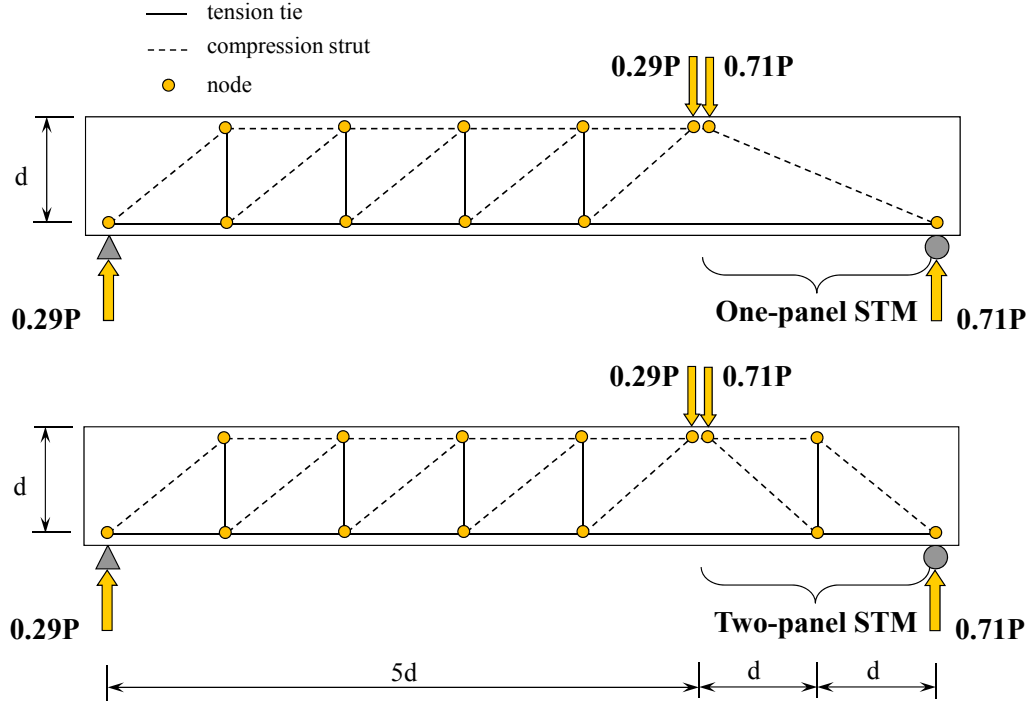 tension tie
compression strut
node
0.29P 0.71P
d
One-panel STM
0.29P
0.71P
0.29P 0.71P
d
Two-panel STM
0.29P
0.71P
5d
d
d